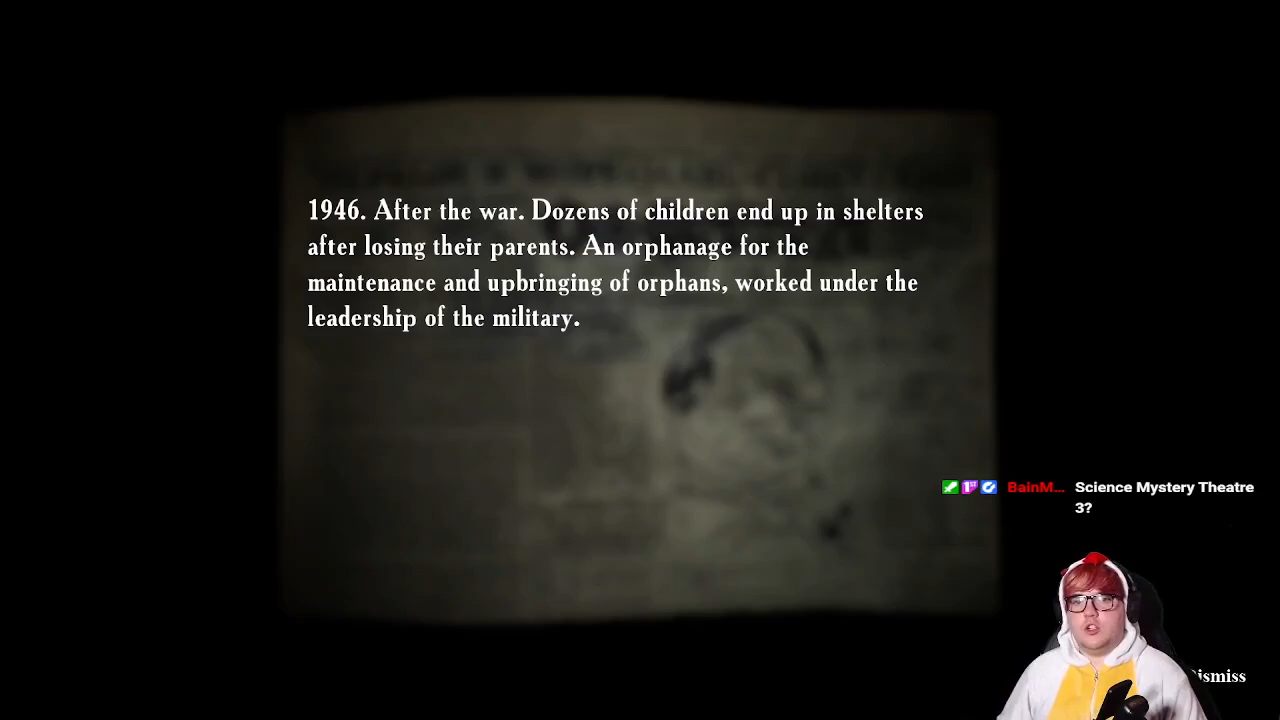 1946. After the war. Dozens of children end up in shelters
after losing their parents. An orphanage for the
maintenance and upbringing of orphans, worked under the
leadership of the military.
BainM... Science Mystery Theatre
3?